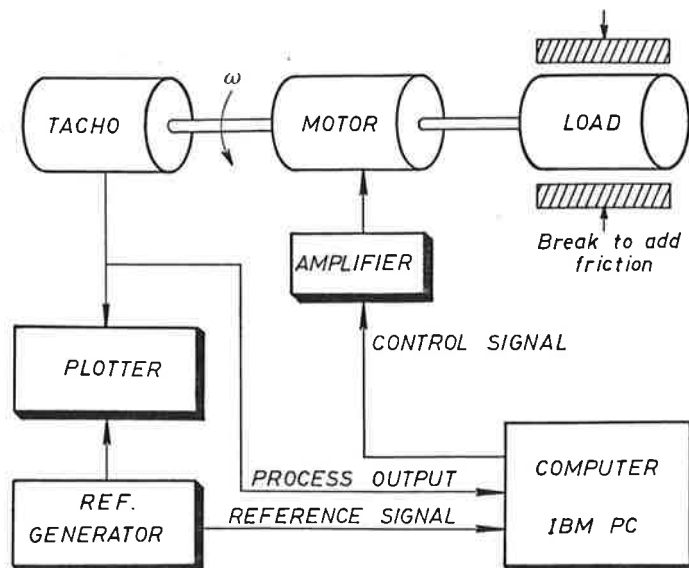 ω
TACHO
MOTOR
LOAD
Break to add
friction
AMPLIFIER
CONTROL SIGNAL
PLOTTER
PROCESS OUTPUT
COMPUTER
IBM PC
REF.
GENERATOR
REFERENCE SIGNAL